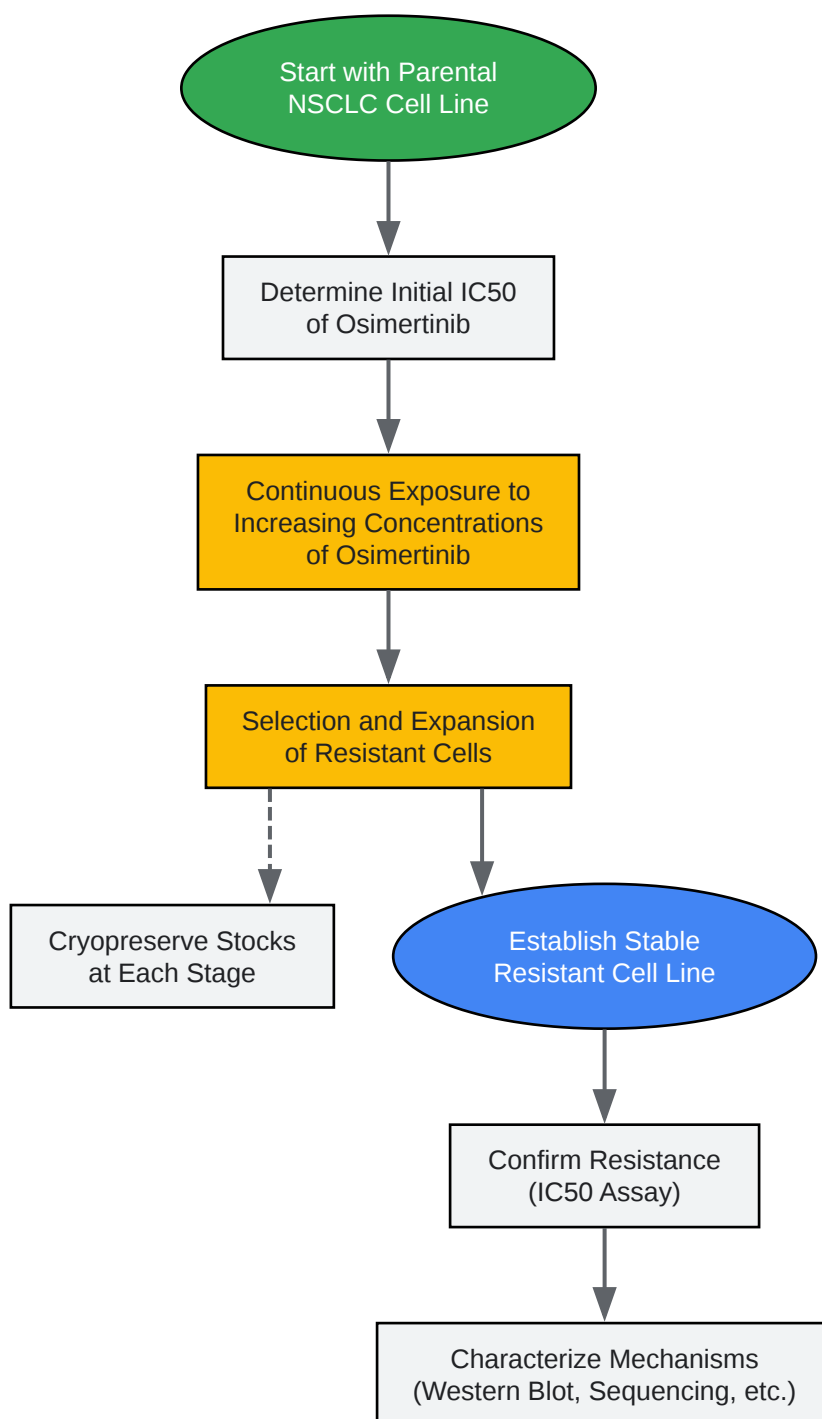 Start with Parental
NSCLC Cell Line
Determine Initial IC50
of Osimertinib
Continuous Exposure to
Increasing Concentrations
of Osimertinib
Selection and Expansion
of Resistant Cells
Cryopreserve Stocks
at Each Stage
Establish Stable
Resistant Cell Line
Confirm Resistance
(IC50 Assay)
Characterize Mechanisms
(Western Blot, Sequencing, etc.)